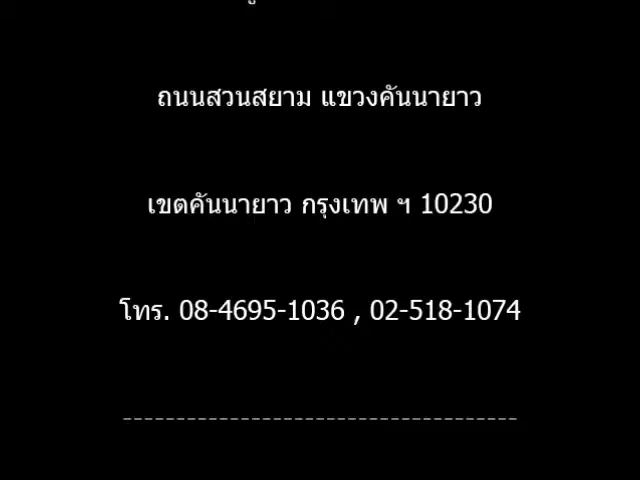 ถนนสวนสยาม แขวงคันนายาว
เขตคันนายาว กรุงเทพ ฯ 10230
โทร. 08-4695-1036 , 02-518-1074
-------------------------------------